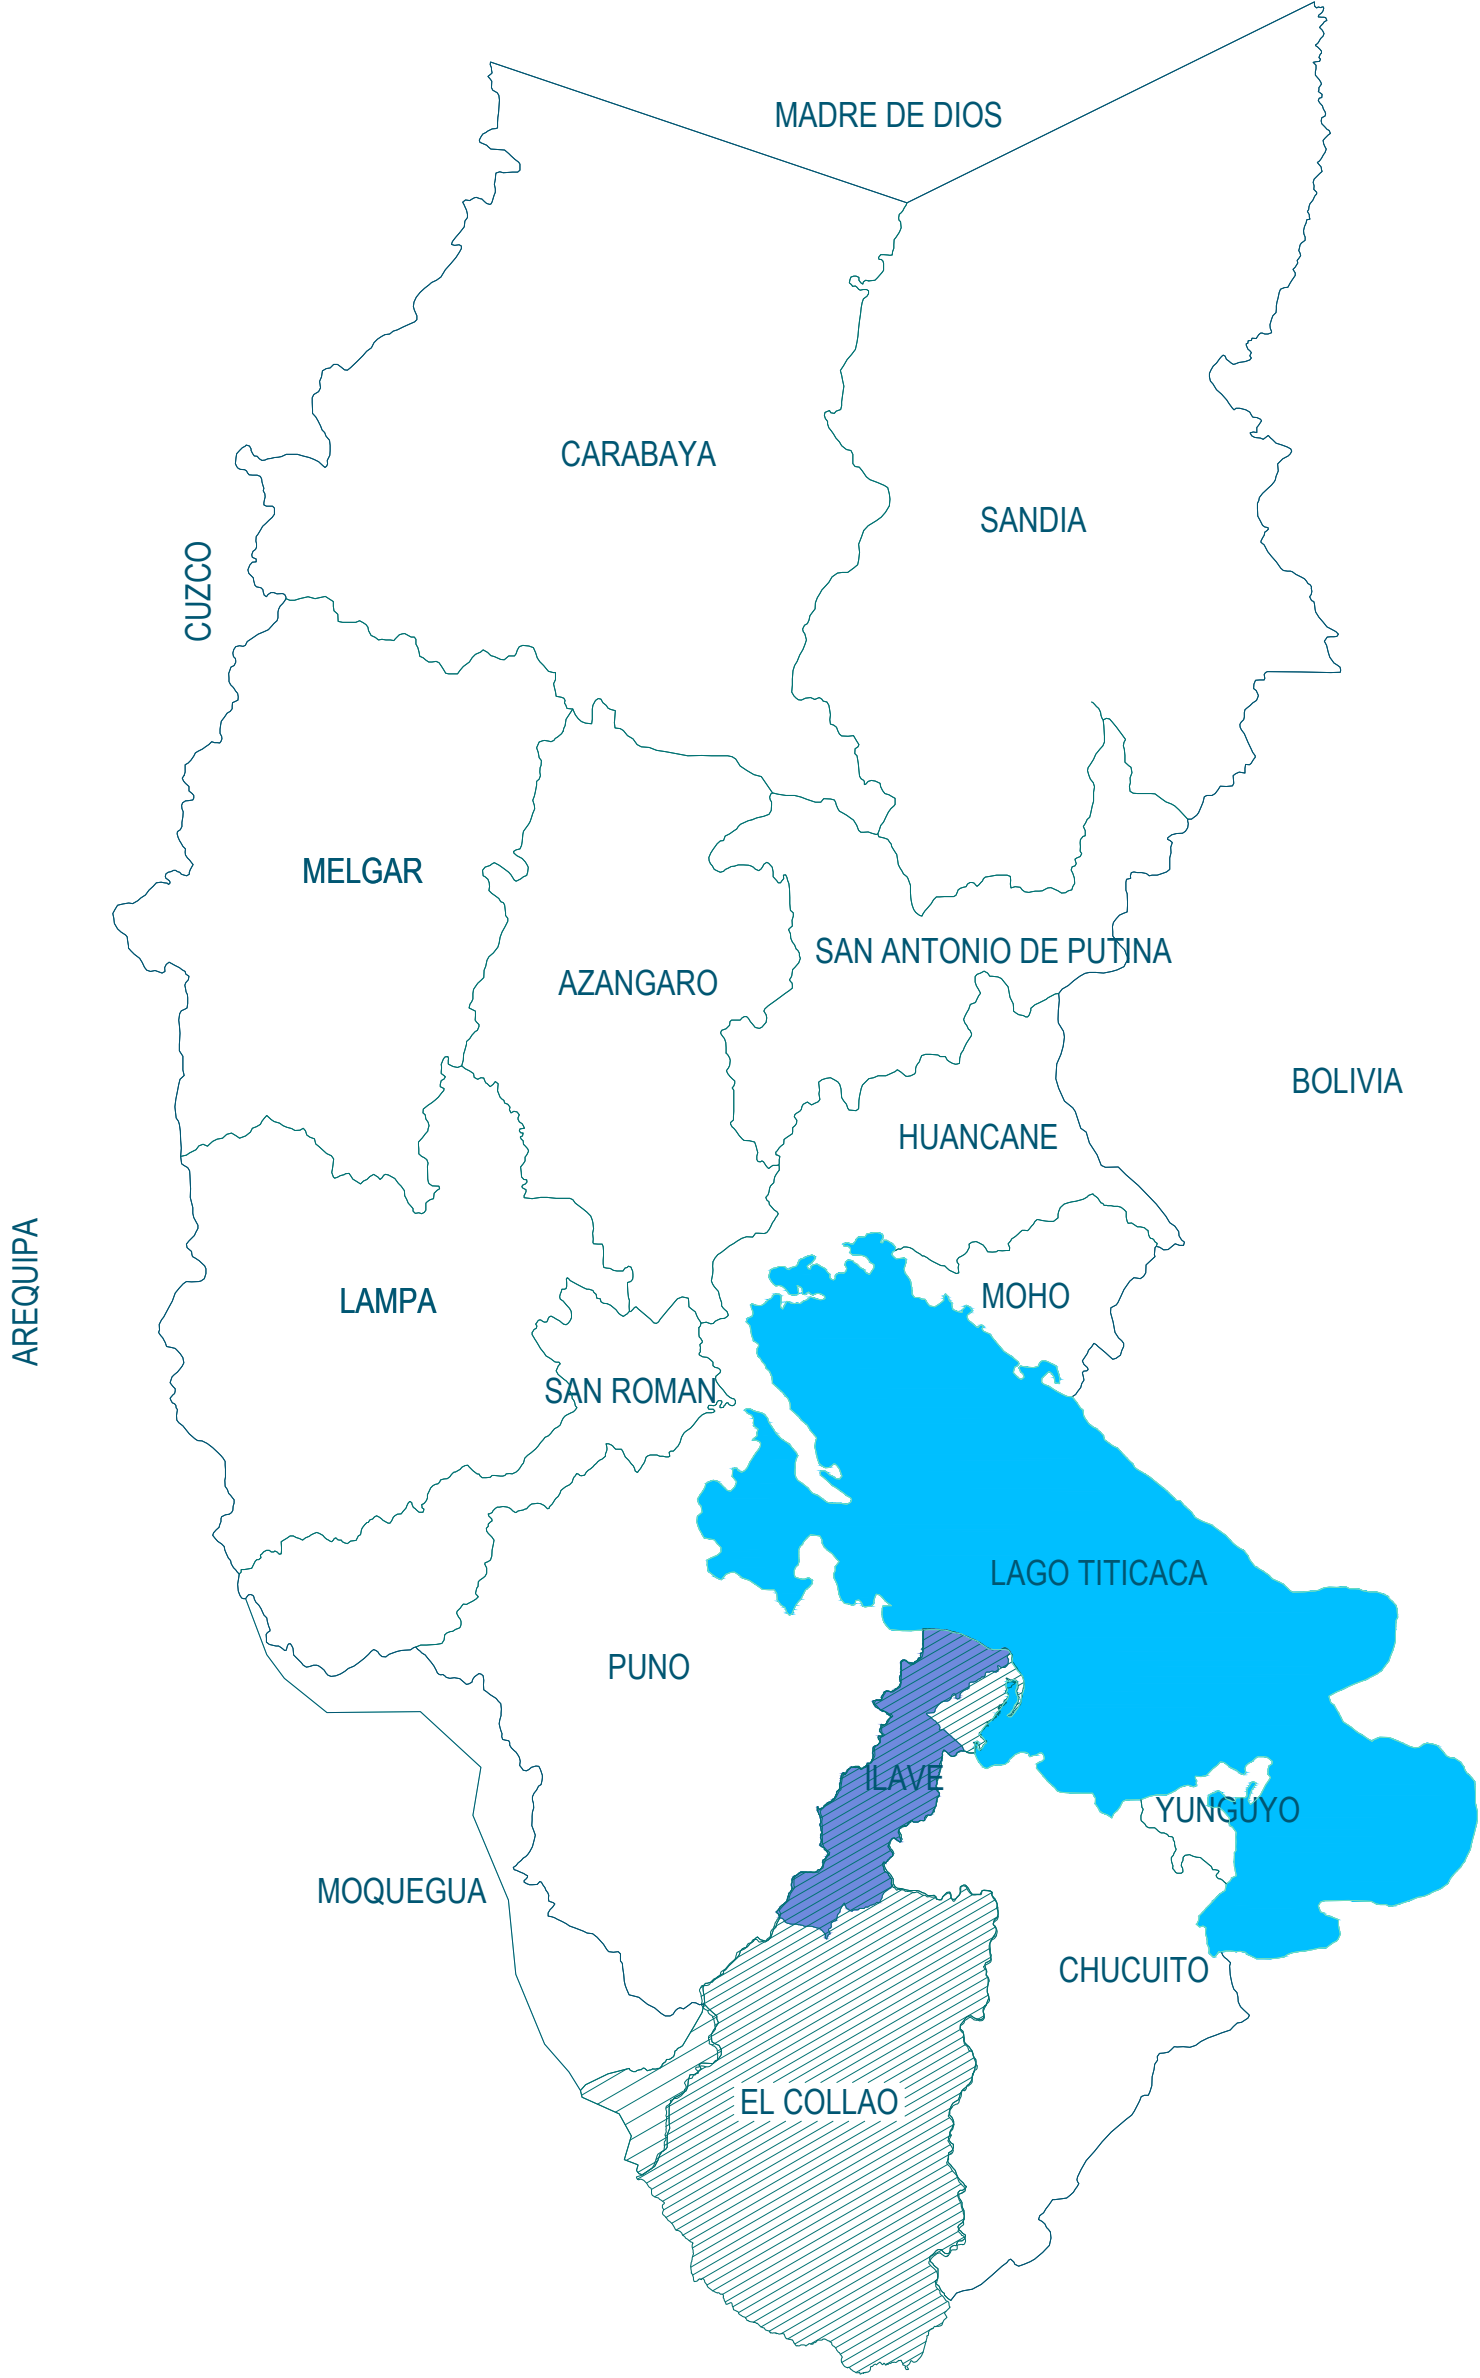 MADRE DE DIOS
CARABAYA
SANDIA
CUZCO
MELGAR
SAN ANTONIO DE PUTINA
AZANGARO
BOLIVIA
HUANCANE
AREQUIPA
MOHO
LAMPA
SAN ROMAN
LAGO TITICACA
PUNO
ILAVE
YUNGUYO
MOQUEGUA
CHUCUITO
EL COLLAO